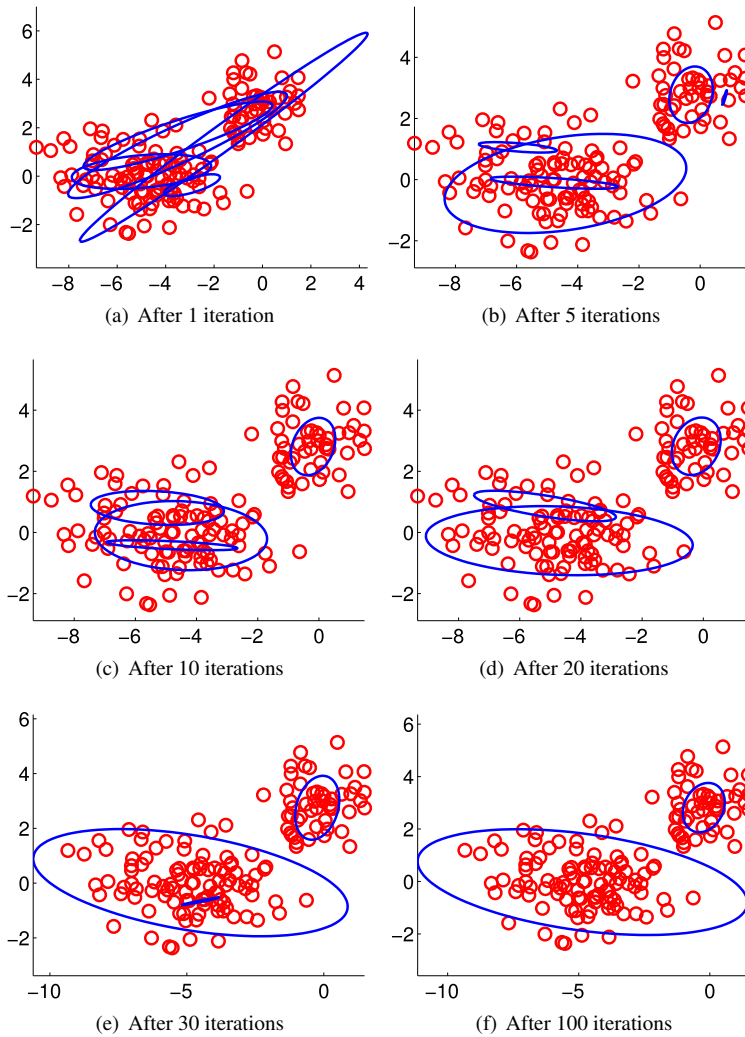 6
4
2
0
−2
−8 −6 −4 −2 0 2 4
(a) After 1 iteration
4
2
0
−2
−8 −6 −4 −2 0
(b) After 5 iterations
4
2
0
−2
−8 −6 −4 −2 0
(c) After 10 iterations
4
2
0
−2
−8 −6 −4 −2 0
(d) After 20 iterations
6
4
2
0
−2
−10 −5 0
(e) After 30 iterations
6
4
2
0
−2
−10 −5 0
(f) After 100 iterations